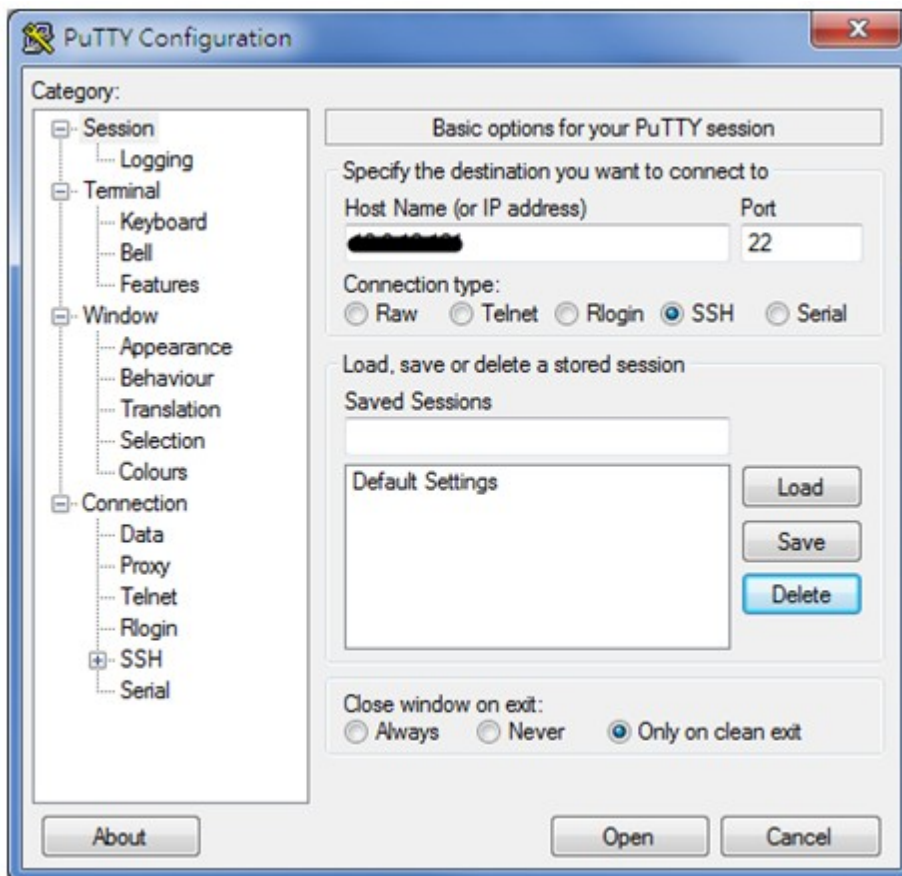 PuTTY Configuration
Category:
Session
Logging
Terminal
Keyboard
Bell
Features
Window
Appearance
Behaviour
Translation
Selection
Colours
Connection
Data
Proxy
Telnet
Rlogin
SSH
Serial
Basic options for your PuTTY session
Specify the destination you want to connect to
Host Name (or IP address) Port
22
Connection type:
Raw Telnet Rlogin SSH Serial
Load, save or delete a stored session
Saved Sessions
Default Settings
Load
Save
Delete
Close window on exit:
Always Never Only on clean exit
About Open Cancel